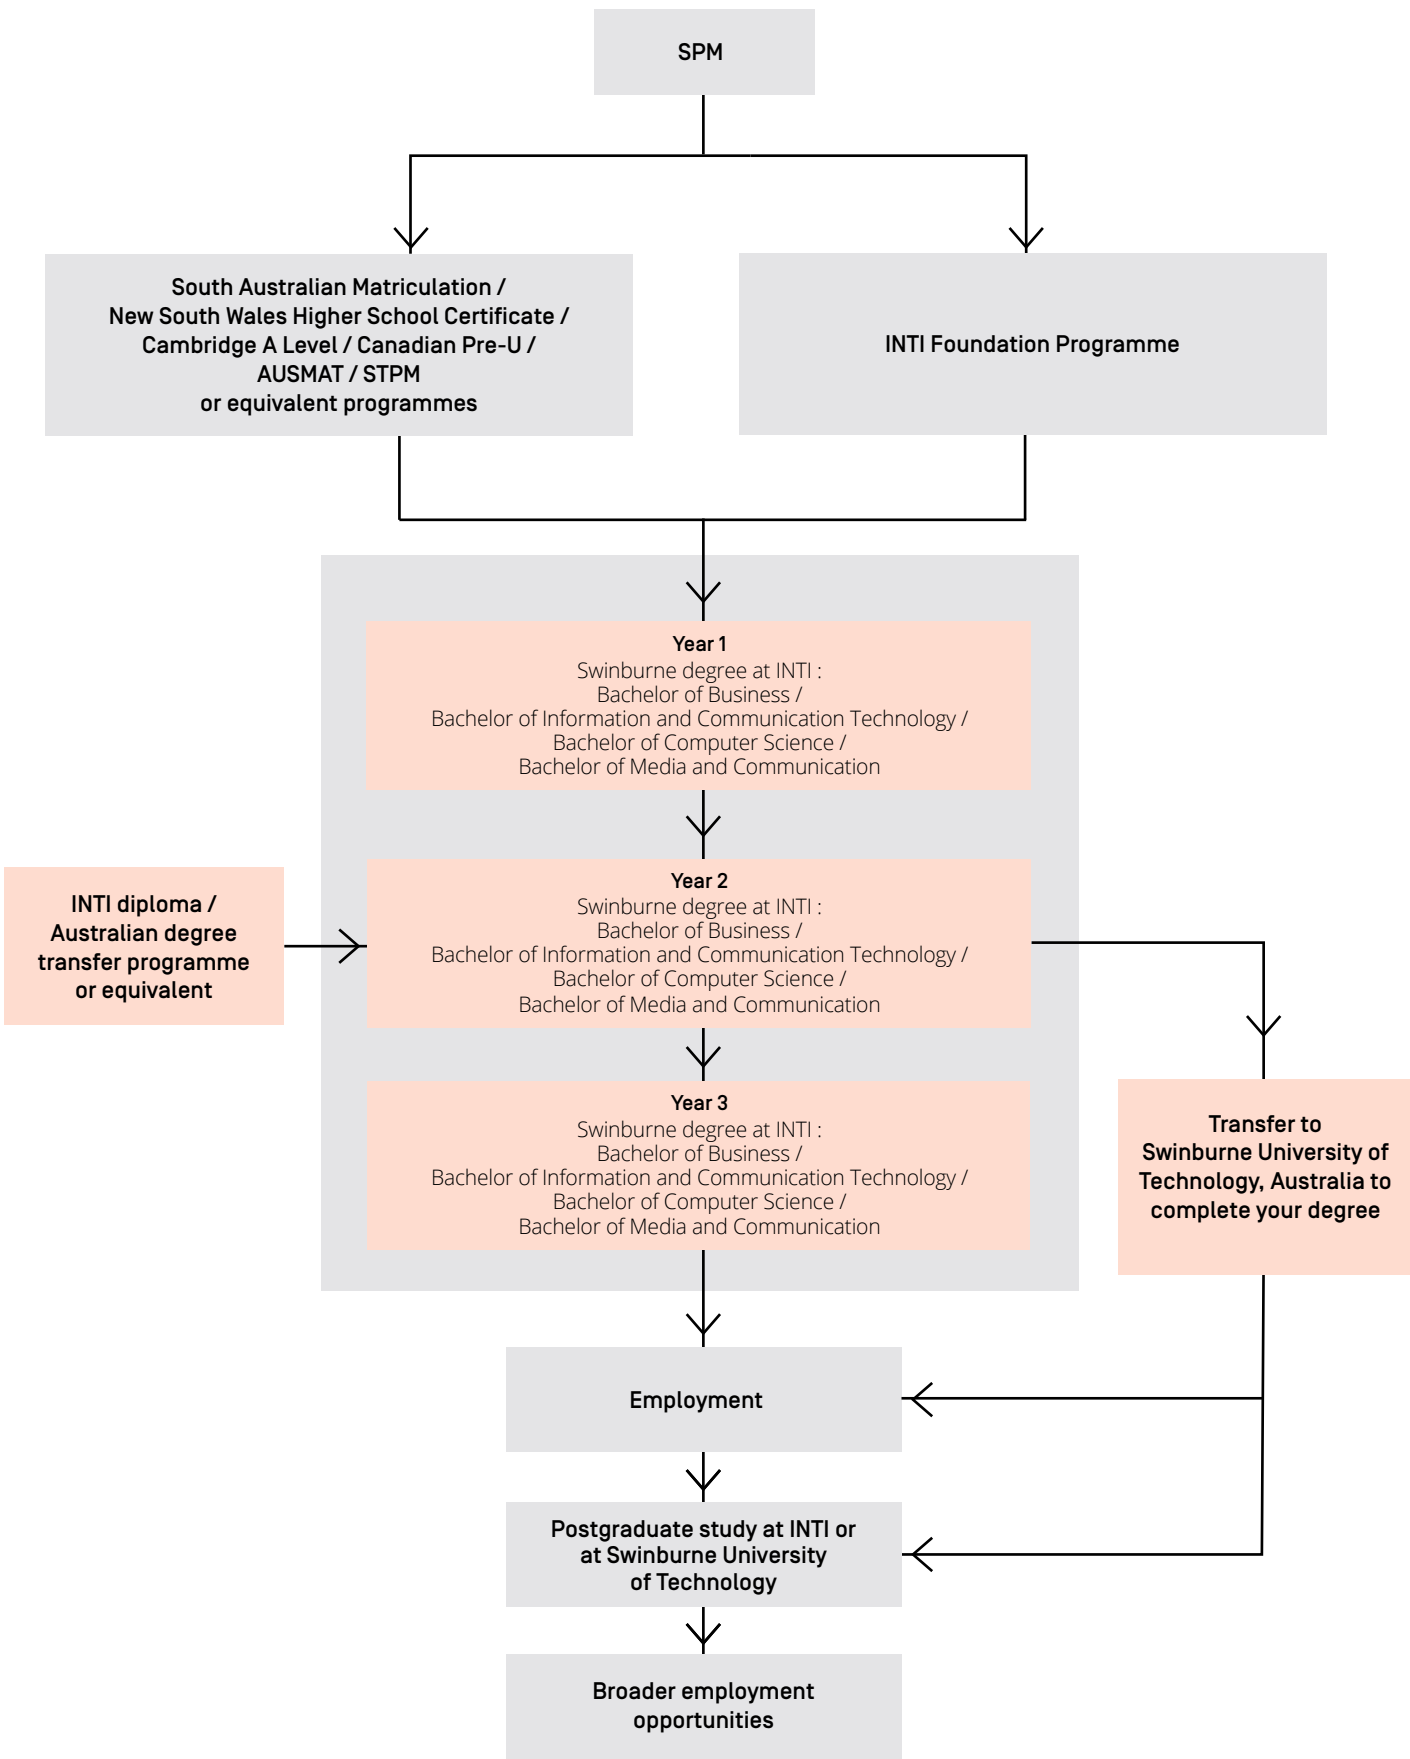 SPM
South Australian Matriculation /
New South Wales Higher School Certificate /
Cambridge A Level / Canadian Pre-U /
AUSMAT / STPM
or equivalent programmes
INTI Foundation Programme
Year 1
Swinburne degree at INTI :
Bachelor of Business /
Bachelor of Information and Communication Technology /
Bachelor of Computer Science /
Bachelor of Media and Communication
INTI diploma /
Australian degree
transfer programme
or equivalent
Year 2
Swinburne degree at INTI :
Bachelor of Business /
Bachelor of Information and Communication Technology /
Bachelor of Computer Science /
Bachelor of Media and Communication
Year 3
Swinburne degree at INTI :
Bachelor of Business /
Bachelor of Information and Communication Technology /
Bachelor of Computer Science /
Bachelor of Media and Communication
Transfer to
Swinburne University of
Technology, Australia to
complete your degree
Employment
Postgraduate study at INTI or
at Swinburne University
of Technology
Broader employment
opportunities